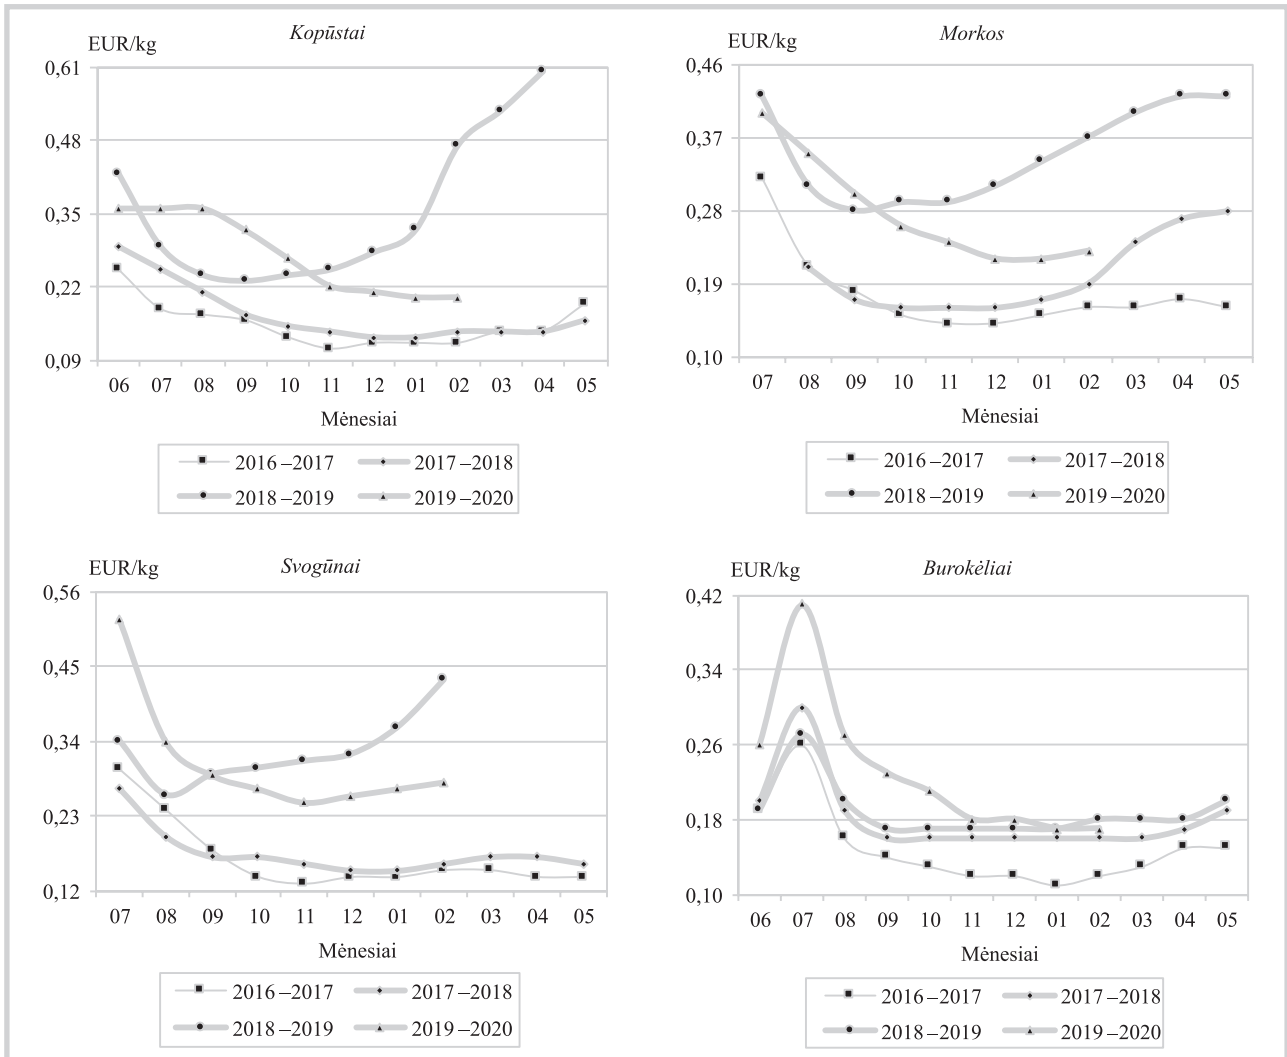 Kopūstai
EUR/kg
0,61
0,48
0,35
0,22
0,09
06 07 08 09 10 11 12 01 02 03 04 05
Mėnesiai
2016–2017 2017–2018
2018–2019 2019–2020
Morkos
EUR/kg
0,46
0,37
0,28
0,19
0,10
07 08 09 10 11 12 01 02 03 04 05
Mėnesiai
2016–2017 2017–2018
2018–2019 2019–2020
Svogūnai
EUR/kg
0,56
0,45
0,34
0,23
0,12
07 08 09 10 11 12 01 02 03 04 05
Mėnesiai
2016–2017 2017–2018
2018–2019 2019–2020
Burokėliai
EUR/kg
0,42
0,34
0,26
0,18
0,10
06 07 08 09 10 11 12 01 02 03 04 05
Mėnesiai
2016–2017 2017–2018
2018–2019 2019–2020